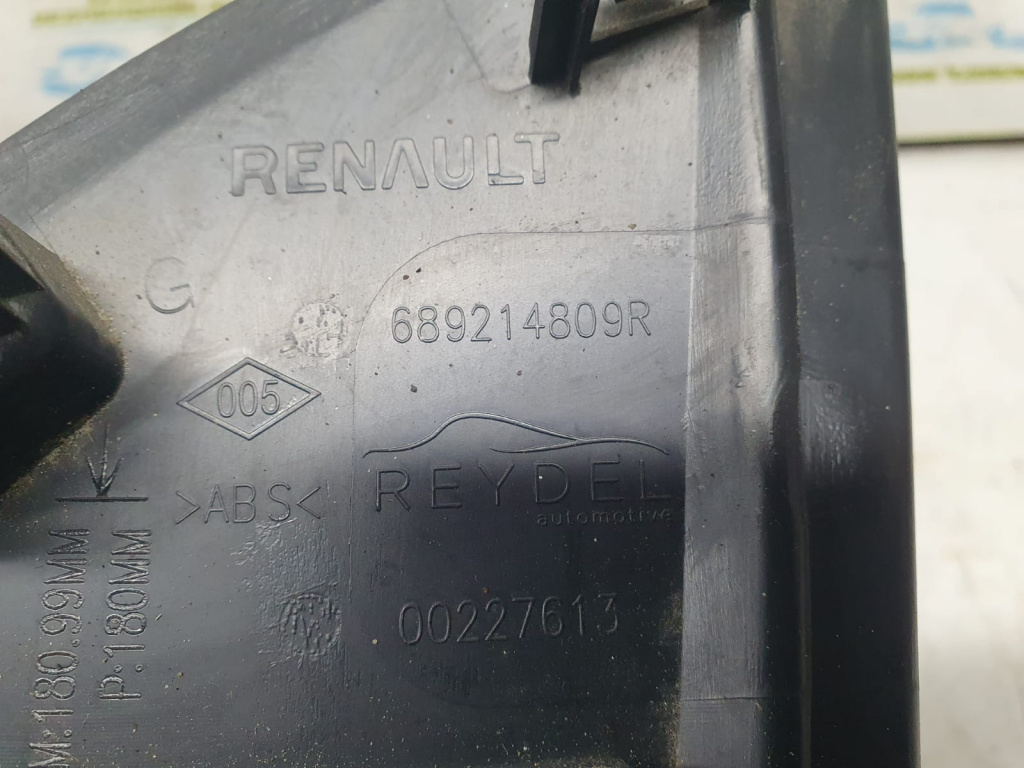 RENAULT
G
689214809R
005
REYDEL
automotive
>ABS<
00227613
M:180.99MM
P:180MM